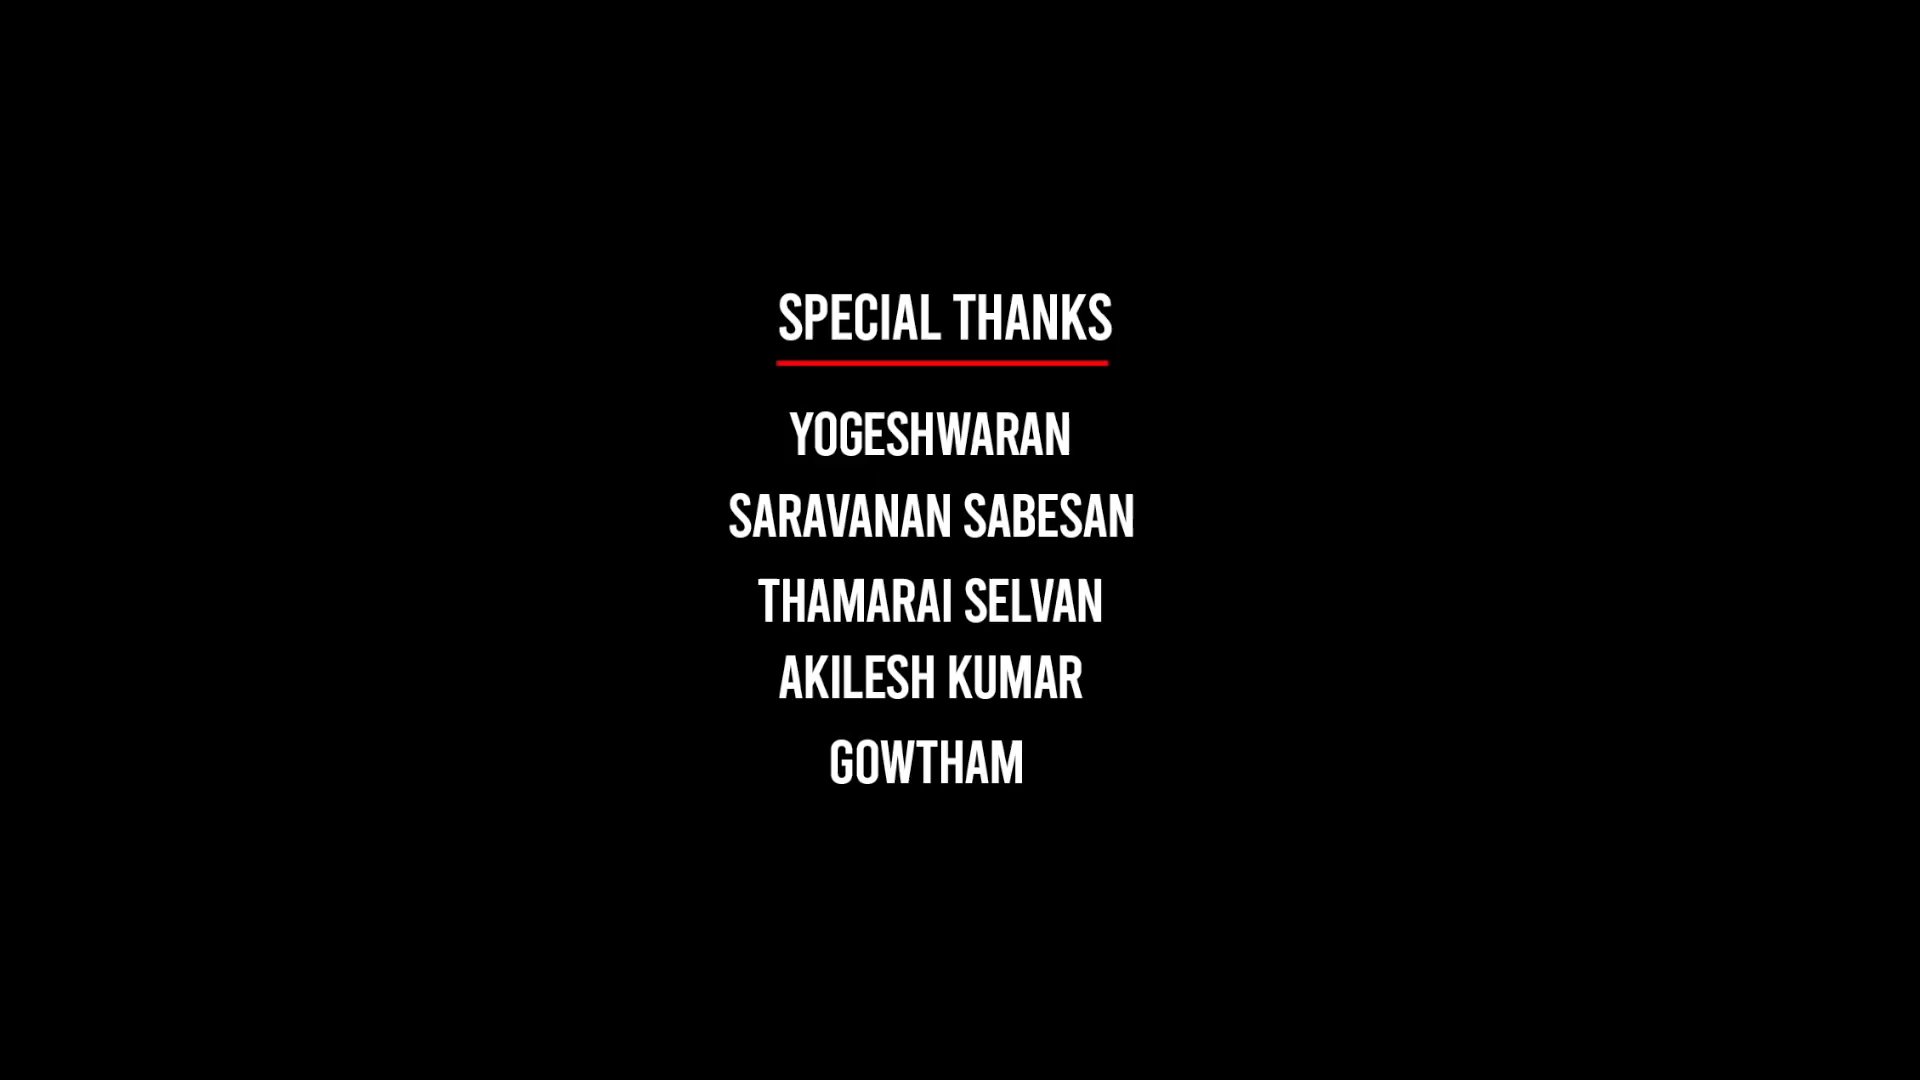 SPECIAL THANKS
YOGESHWARAN
SARAVANAN SABESAN
THAMARAI SELVAN
AKILESH KUMAR
GOWTHAM